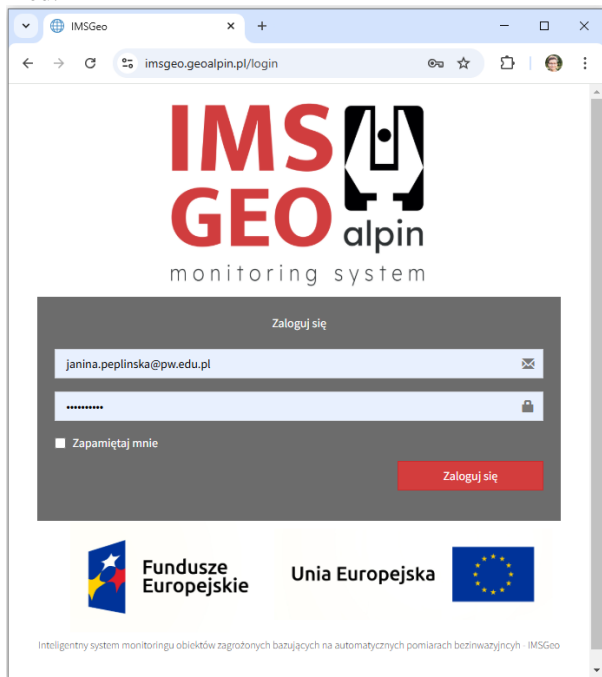 IMSGeo
imsgeo.geoalpin.pl/login
IMS
GEO alpin
monitoring system
Zaloguj się
janina.peplinska@pw.edu.pl
••••••••••
Zapamiętaj mnie
Zaloguj się
Fundusze
Europejskie
Unia Europejska
Inteligentny system monitoringu obiektów zagrożonych bazujących na automatycznych pomiarach bezinwazyjncyh - IMSGeo